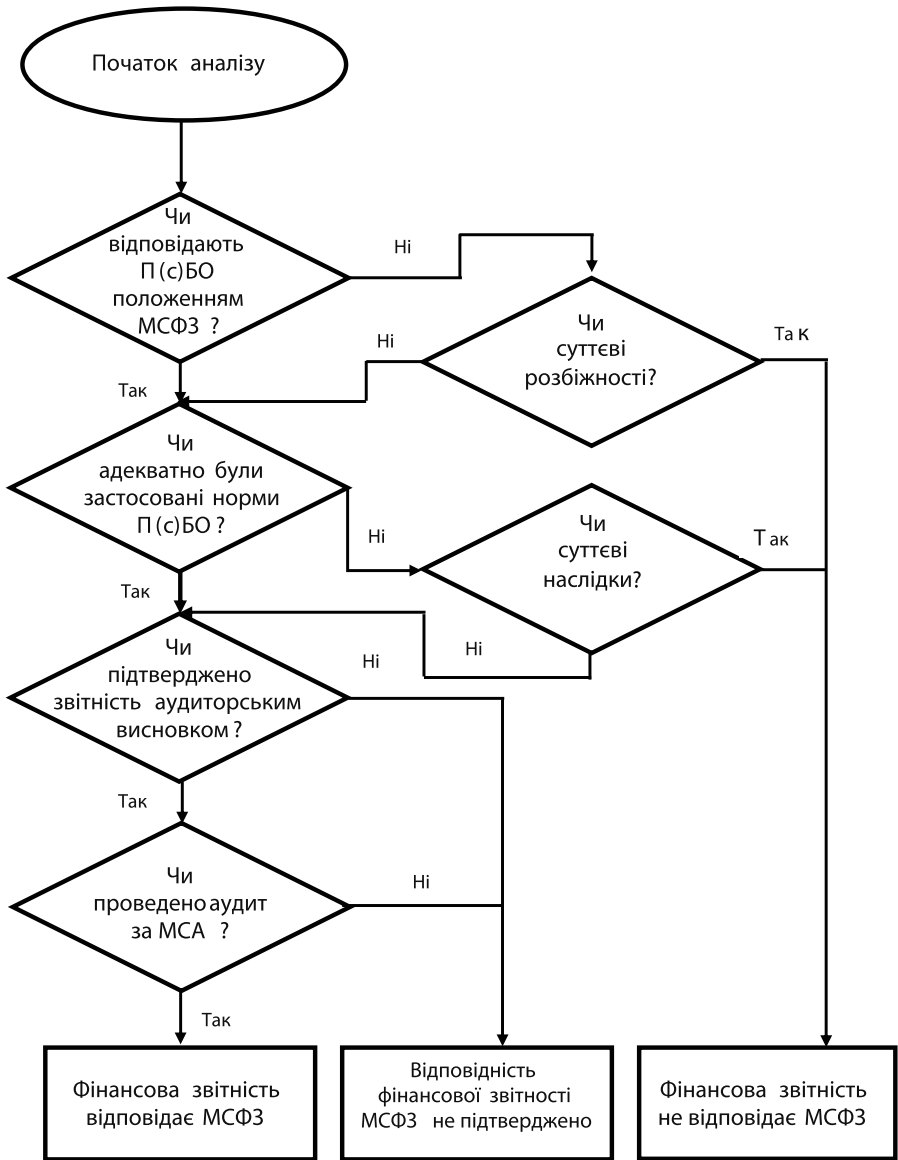 Початок аналізу
Чи
відповідають
П(с)БО
положенням
МСФЗ ?
Ні
Чи
суттєві
розбіжності?
Так
Ні
Так
Чи
адекватно були
застосовані норми
П(с)БО ?
Ні
Чи
суттєві
наслідки?
Так
Так
Ні
Чи
підтверджено
звітність аудиторським
висновком ?
Ні
Так
Чи
проведено аудит
за МСА ?
Ні
Так
Фінансова звітність
відповідає МСФЗ
Відповідність
фінансової звітності
МСФЗ не підтверджено
Фінансова звітність
не відповідає МСФЗ